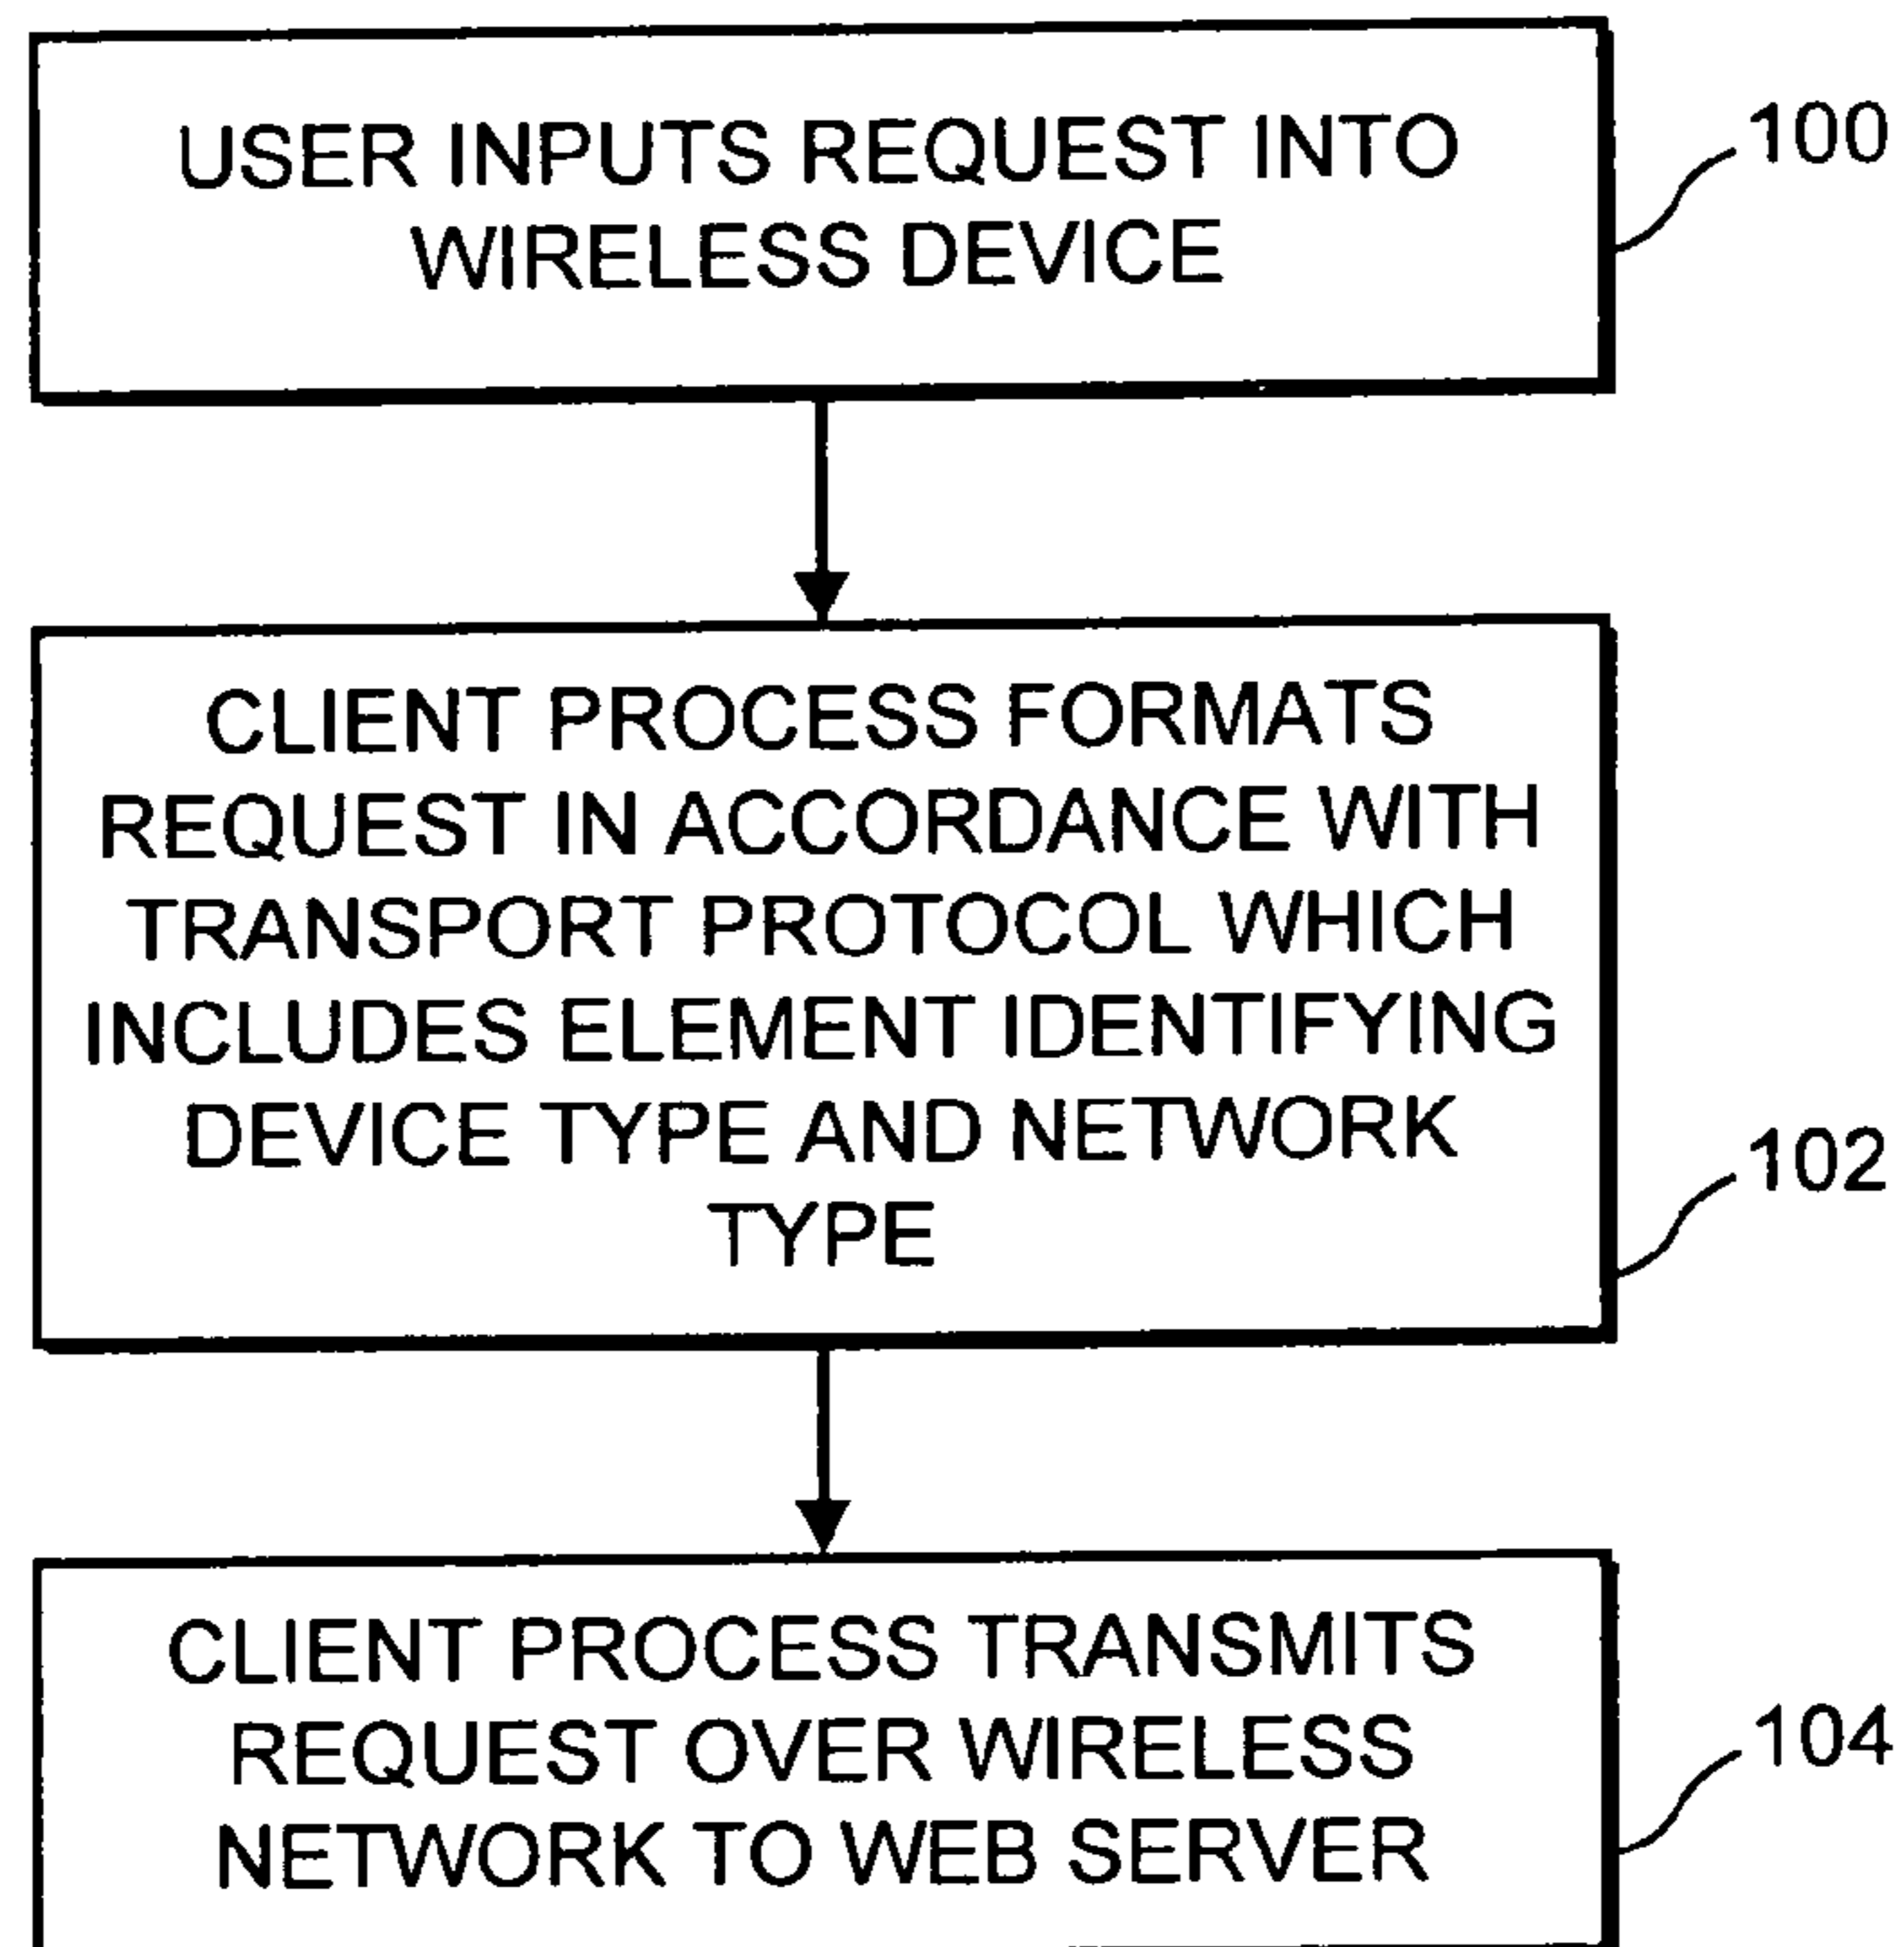 USER INPUTS REQUEST INTO
WIRELESS DEVICE
100
CLIENT PROCESS FORMATS
REQUEST IN ACCORDANCE WITH
TRANSPORT PROTOCOL WHICH
INCLUDES ELEMENT IDENTIFYING
DEVICE TYPE AND NETWORK
TYPE
102
CLIENT PROCESS TRANSMITS
REQUEST OVER WIRELESS
NETWORK TO WEB SERVER
104